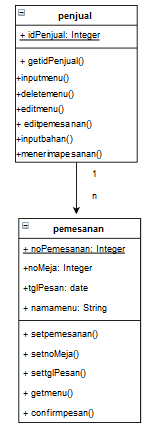 penjual
+ idPenjual: Integer
+ getidPenjual()
+inputmenu()
+deletemenu()
+editmenu()
+ editpemesanan()
+inputbahan()
+menerimapesanan()
1
n
pemesanan
+ noPemesanan: Integer
+noMeja: Integer
+tglPesan: date
+ namamenu: String
+ setpemesanan()
+ setnoMeja()
+ settglPesan()
+ getmenu()
+ confirmpesan()